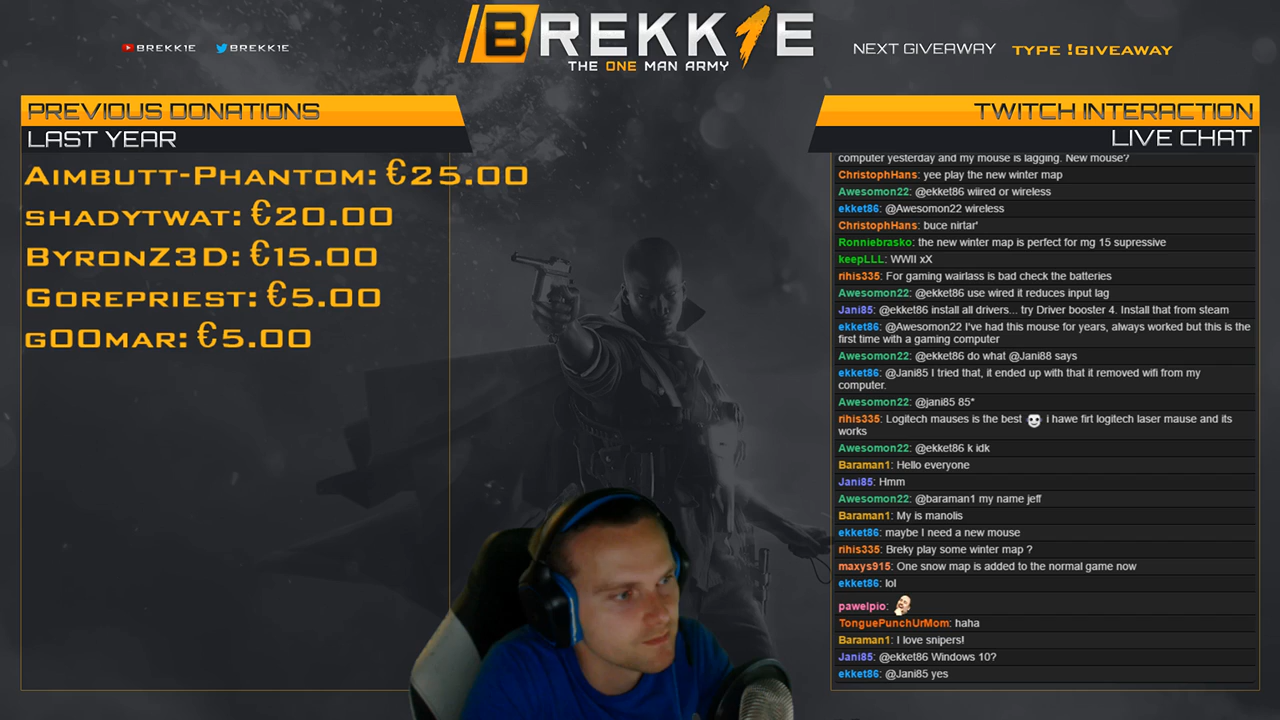 BREKK1E
BREKK1E
BREKK1E
THE ONE MAN ARMY
NEXT GIVEAWAY TYPE !GIVEAWAY
PREVIOUS DONATIONS
LAST YEAR
AIMBUTT-PHANTOM: €25.00
SHADYTWAT: €20.00
BYRONZ3D: €15.00
GOREPRIEST: €5.00
G00MAR: €5.00
TWITCH INTERACTION
LIVE CHAT
computer yesterday and my mouse is lagging. New mouse?
ChristophHans: yee play the new winter map
Awesomon22: @ekket86 wiired or wireless
ekket86: @Awesomon22 wireless
ChristophHans: buce nirtar'
Ronniebrasko: the new winter map is perfect for mg 15 supressive
keepLLL: WWII xX
rihis335: For gaming wairlass is bad check the batteries
Awesomon22: @ekket86 use wired it reduces input lag
Jani85: @ekket86 install all drivers... try Driver booster 4. Install that from steam
ekket86: @Awesomon22 I've had this mouse for years, always worked but this is the
first time with a gaming computer
Awesomon22: @ekket86 do what @Jani88 says
ekket86: @Jani85 I tried that, it ended up with that it removed wifi from my
computer.
Awesomon22: @jani85 85*
rihis335: Logitech mauses is the best i hawe firt logitech laser mause and its
works
Awesomon22: @ekket86 k idk
Baraman1: Hello everyone
Jani85: Hmm
Awesomon22: @baraman1 my name jeff
Baraman1: My is manolis
ekket86: maybe I need a new mouse
rihis335: Breky play some winter map ?
maxys915: One snow map is added to the normal game now
ekket86: lol
pawelpio:
TonguePunchUrMom: haha
Baraman1: I love snipers!
Jani85: @ekket86 Windows 10?
ekket86: @Jani85 yes